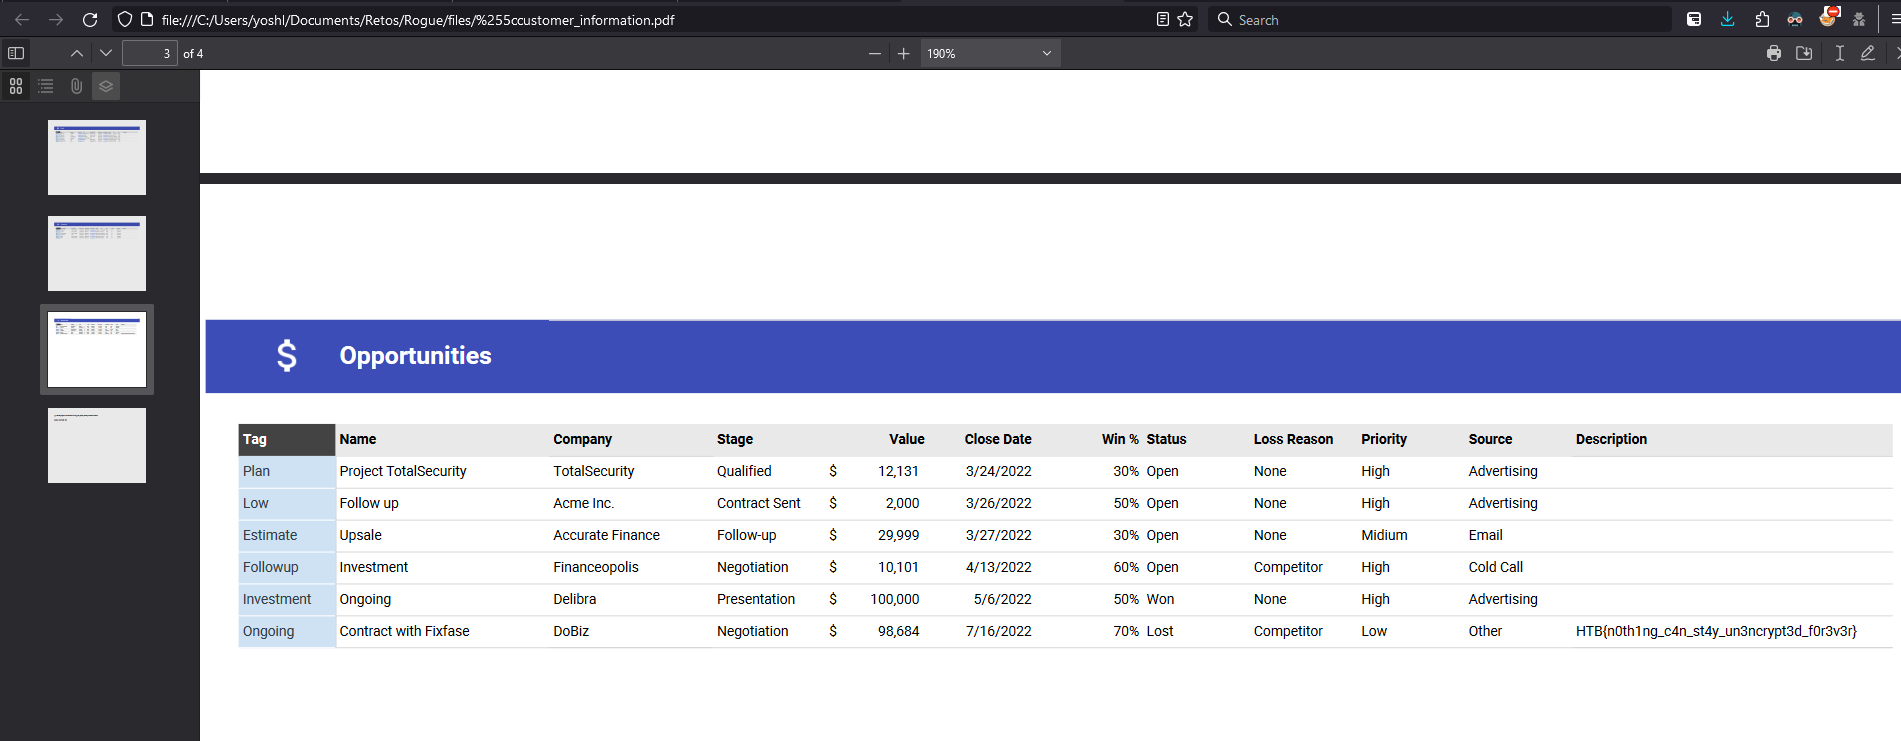 file:///C:/Users/yoshl/Documents/Retos/Rogue/files/%255ccustomer_information.pdf
Search
3 of 4
190%
$ Opportunities
Tag Name Company Stage Value Close Date Win % Status Loss Reason Priority Source Description
Plan Project TotalSecurity TotalSecurity Qualified $ 12,131 3/24/2022 30% Open None High Advertising
Low Follow up Acme Inc. Contract Sent $ 2,000 3/26/2022 50% Open None High Advertising
Estimate Upsale Accurate Finance Follow-up $ 29,999 3/27/2022 30% Open None Midium Email
Followup Investment Financeopolis Negotiation $ 10,101 4/13/2022 60% Open Competitor High Cold Call
Investment Ongoing Delibra Presentation $ 100,000 5/6/2022 50% Won None High Advertising
Ongoing Contract with Fixfase DoBiz Negotiation $ 98,684 7/16/2022 70% Lost Competitor Low Other HTB{n0th1ng_c4n_st4y_un3ncrypt3d_f0r3v3r}